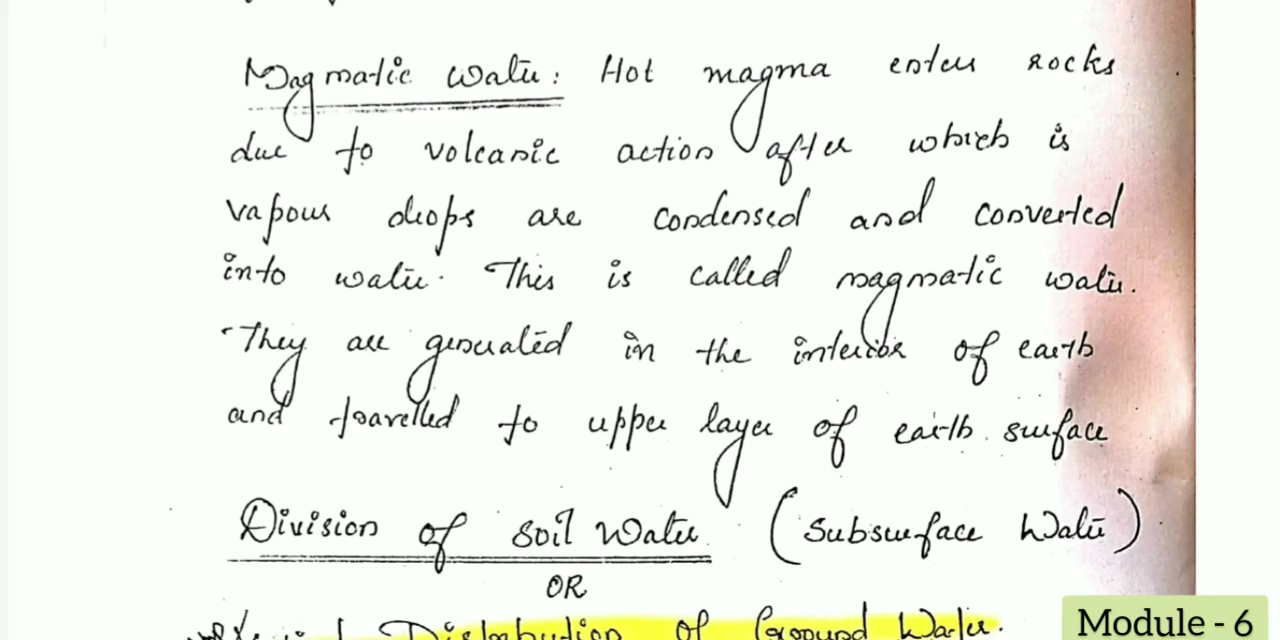 Magmatic water: Hot magma enters rocks
due to volcanic action after which is
vapour drops are condensed and converted
into water. This is called magmatic water.
They are generated in the interior of earth
and travelled to upper layer of earth surface
Division of soil water (Subsurface Water)
OR
Distribution of Ground Water.
Module - 6